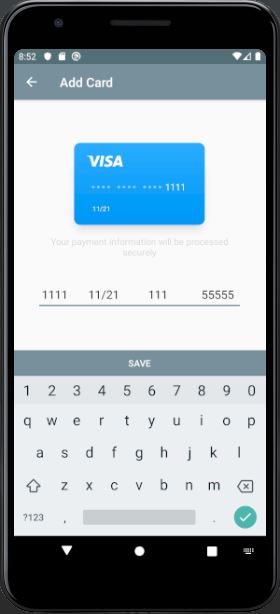 8:52
Add Card
VISA
•••• •••• •••• 1111
11/21
Your payment information will be processed
securely
1111 11/21 111 55555
SAVE
1 2 3 4 5 6 7 8 9 0
q w e r t y u i o p
a s d f g h j k l
z x c v b n m
?123 , .